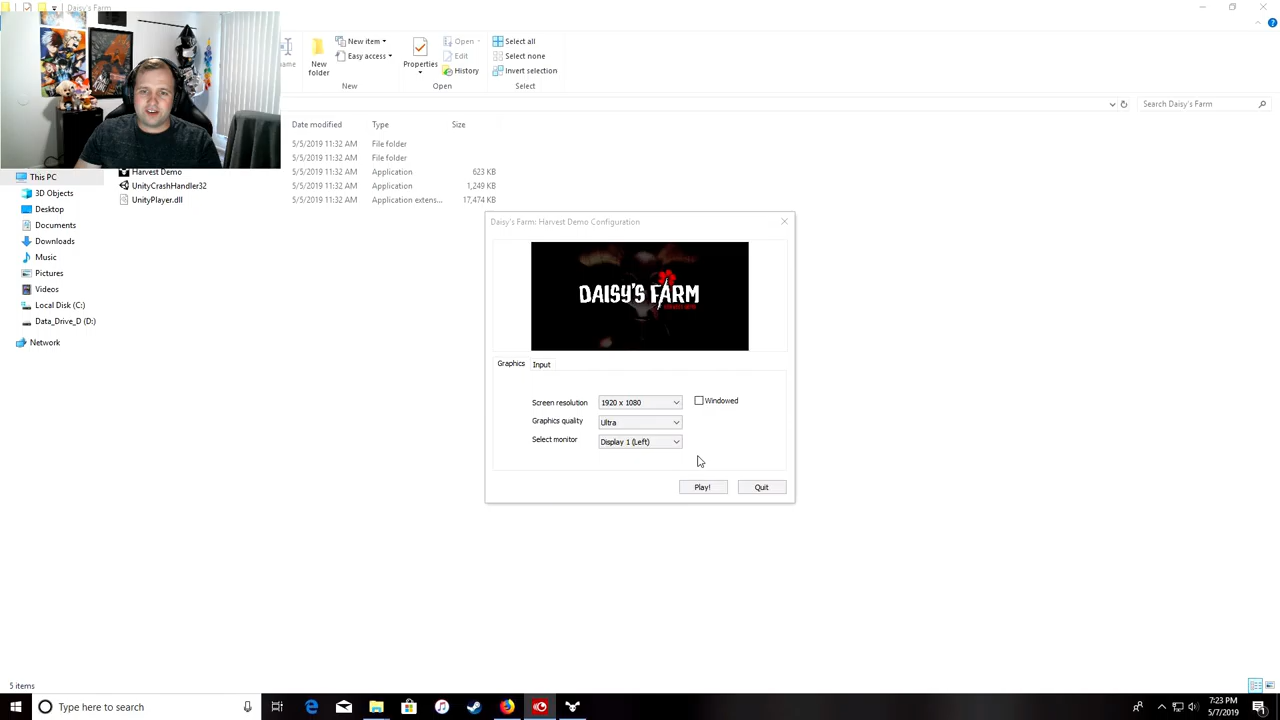 Daisy's Farm
New item
Easy access
name
New folder
Properties
Open
Edit
History
Select all
Select none
Invert selection
New
Open
Select
Search Daisy's Farm
Date modified
Type
Size
5/5/2019 11:32 AM
File folder
5/5/2019 11:32 AM
File folder
Harvest Demo
5/5/2019 11:32 AM
Application
623 KB
UnityCrashHandler32
5/5/2019 11:32 AM
Application
1,249 KB
UnityPlayer.dll
5/5/2019 11:32 AM
Application extens...
17,474 KB
This PC
3D Objects
Desktop
Documents
Downloads
Music
Pictures
Videos
Local Disk (C:)
Data_Drive_D (D:)
Network
Daisy's Farm: Harvest Demo Configuration
DAISY'S FARM
Graphics
Input
Screen resolution
1920 x 1080
Windowed
Graphics quality
Ultra
Select monitor
Display 1 (Left)
Play!
Quit
5 items
Type here to search
7:23 PM
5/7/2019
1